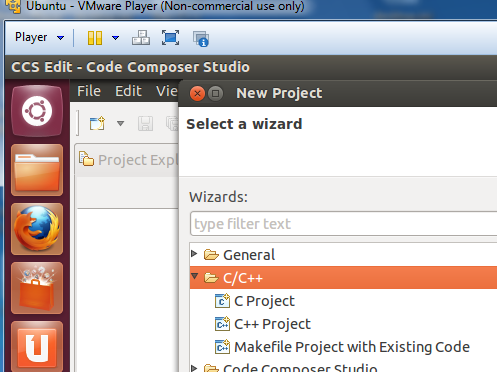 Ubuntu - VMware Player (Non-commercial use only)
Player
CCS Edit - Code Composer Studio
File Edit Vie
New Project
Select a wizard
Project Expl
Wizards:
type filter text
General
C/C++
C Project
C++ Project
Makefile Project with Existing Code
Code Composer Studio